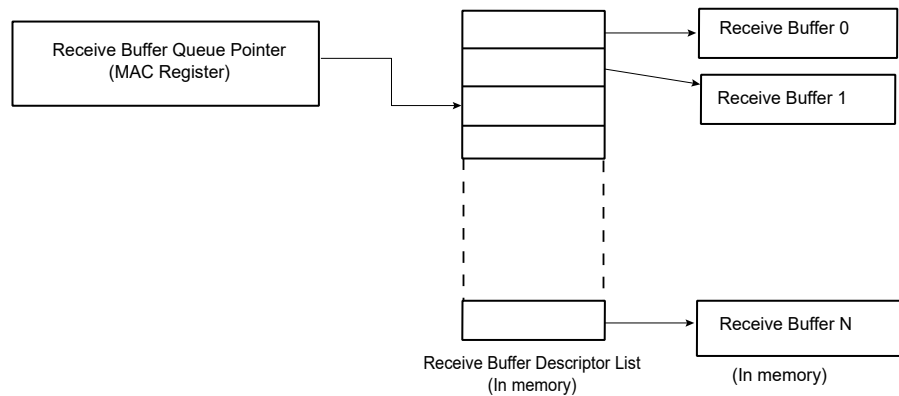 Receive Buffer Queue Pointer
(MAC Register)
Receive Buffer 0
Receive Buffer 1
Receive Buffer N
Receive Buffer Descriptor List
(In memory)
(In memory)